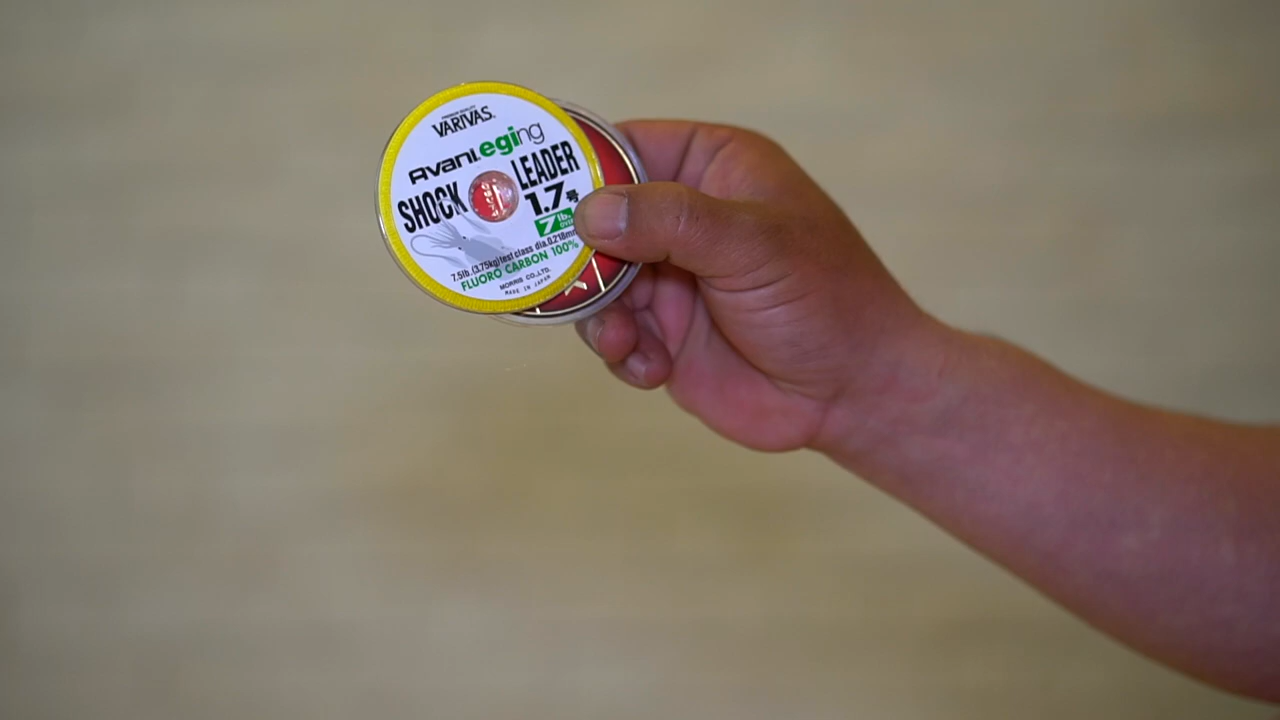 VARIVAS
Avani eging
SHOCK LEADER
1.7号
7lb.
7.5lb.(3.75kg) test class dia.0.218mm
FLUORO CARBON 100%
MORRIS CO.,LTD.
MADE IN JAPAN